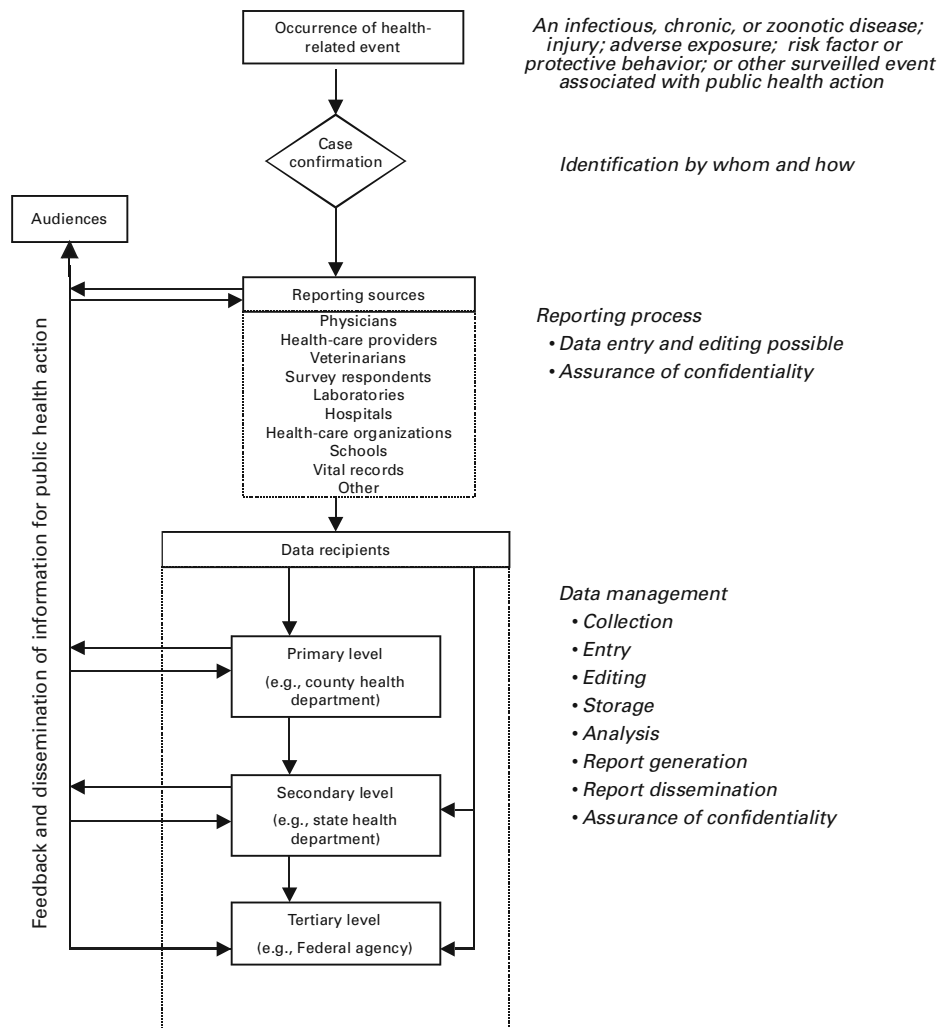 Occurrence of health-
related event
An infectious, chronic, or zoonotic disease;
injury; adverse exposure; risk factor or
protective behavior; or other surveilled event
associated with public health action
Case
confirmation
Identification by whom and how
Audiences
Feedback and dissemination of information for public health action
Reporting sources
Physicians
Health-care providers
Veterinarians
Survey respondents
Laboratories
Hospitals
Health-care organizations
Schools
Vital records
Other
Reporting process
• Data entry and editing possible
• Assurance of confidentiality
Data recipients
Primary level
(e.g., county health
department)
Secondary level
(e.g., state health
department)
Tertiary level
(e.g., Federal agency)
Data management
• Collection
• Entry
• Editing
• Storage
• Analysis
• Report generation
• Report dissemination
• Assurance of confidentiality